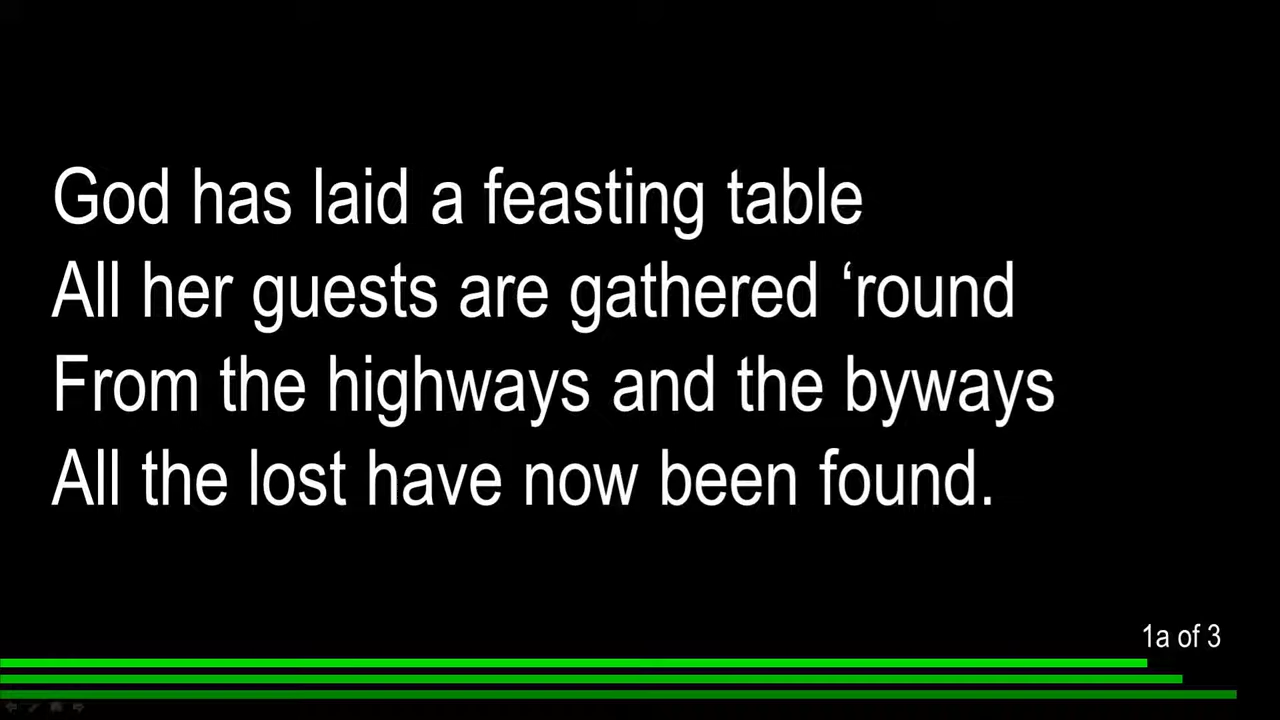 God has laid a feasting table
All her guests are gathered ‘round
From the highways and the byways
All the lost have now been found.
1a of 3